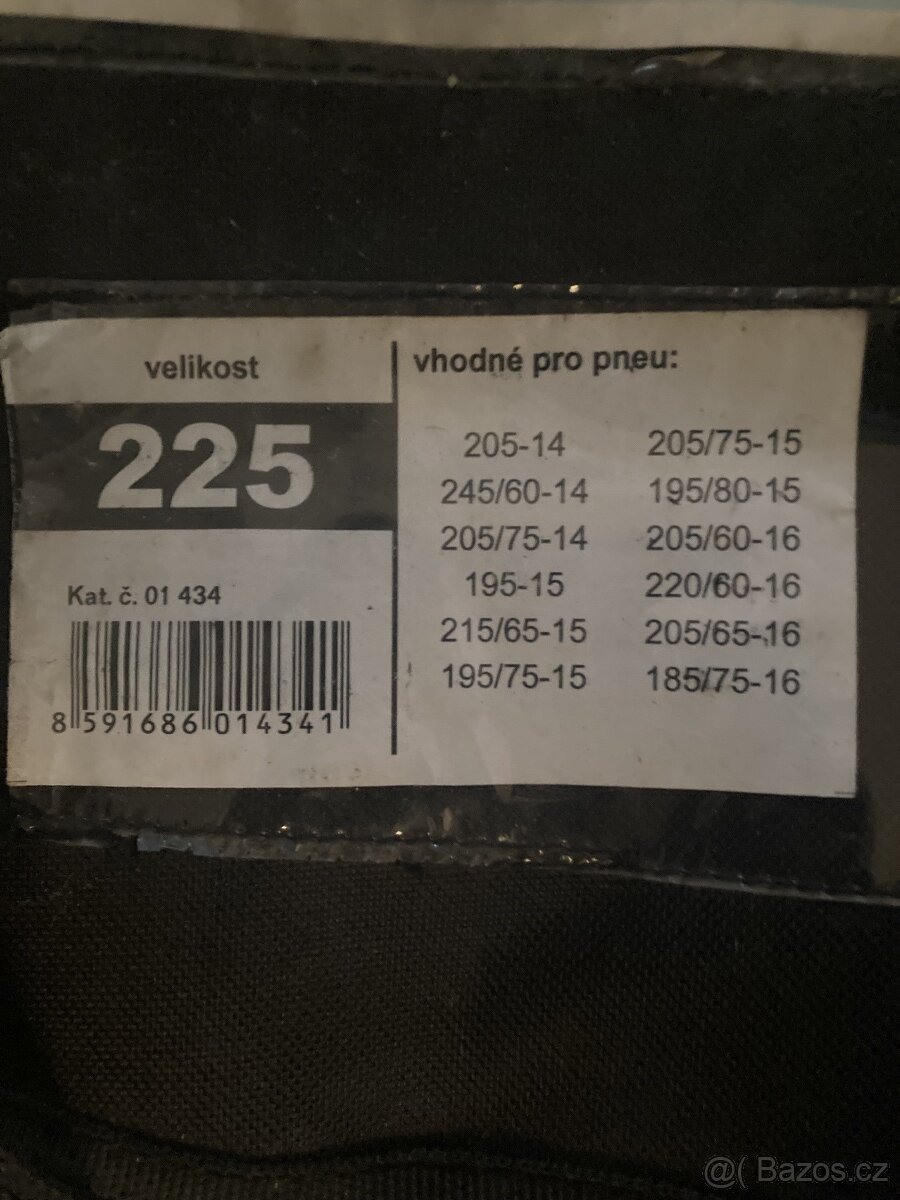 velikost
225
Kat. č. 01 434
8 591686 014341
vhodné pro pneu:
205-14
245/60-14
205/75-14
195-15
215/65-15
195/75-15
205/75-15
195/80-15
205/60-16
220/60-16
205/65-16
185/75-16
@( Bazos.cz